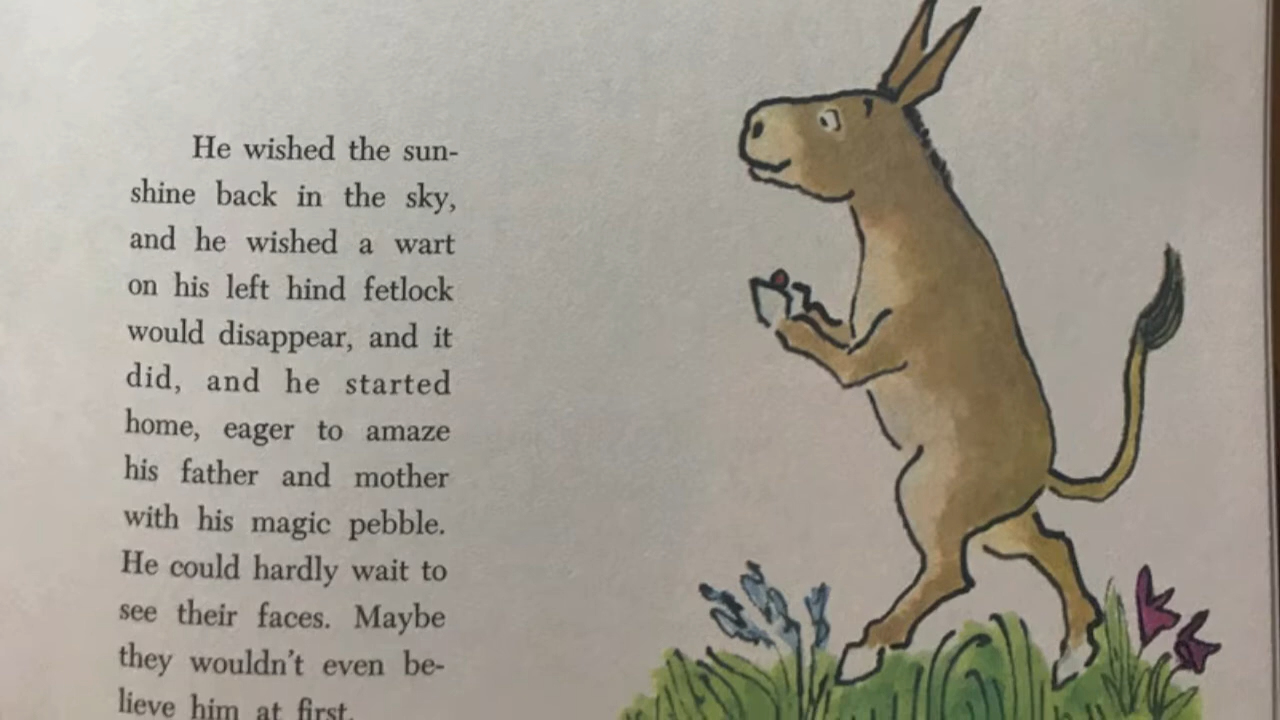 He wished the sun-
shine back in the sky,
and he wished a wart
on his left hind fetlock
would disappear, and it
did, and he started
home, eager to amaze
his father and mother
with his magic pebble.
He could hardly wait to
see their faces. Maybe
they wouldn't even be-
lieve him at first.